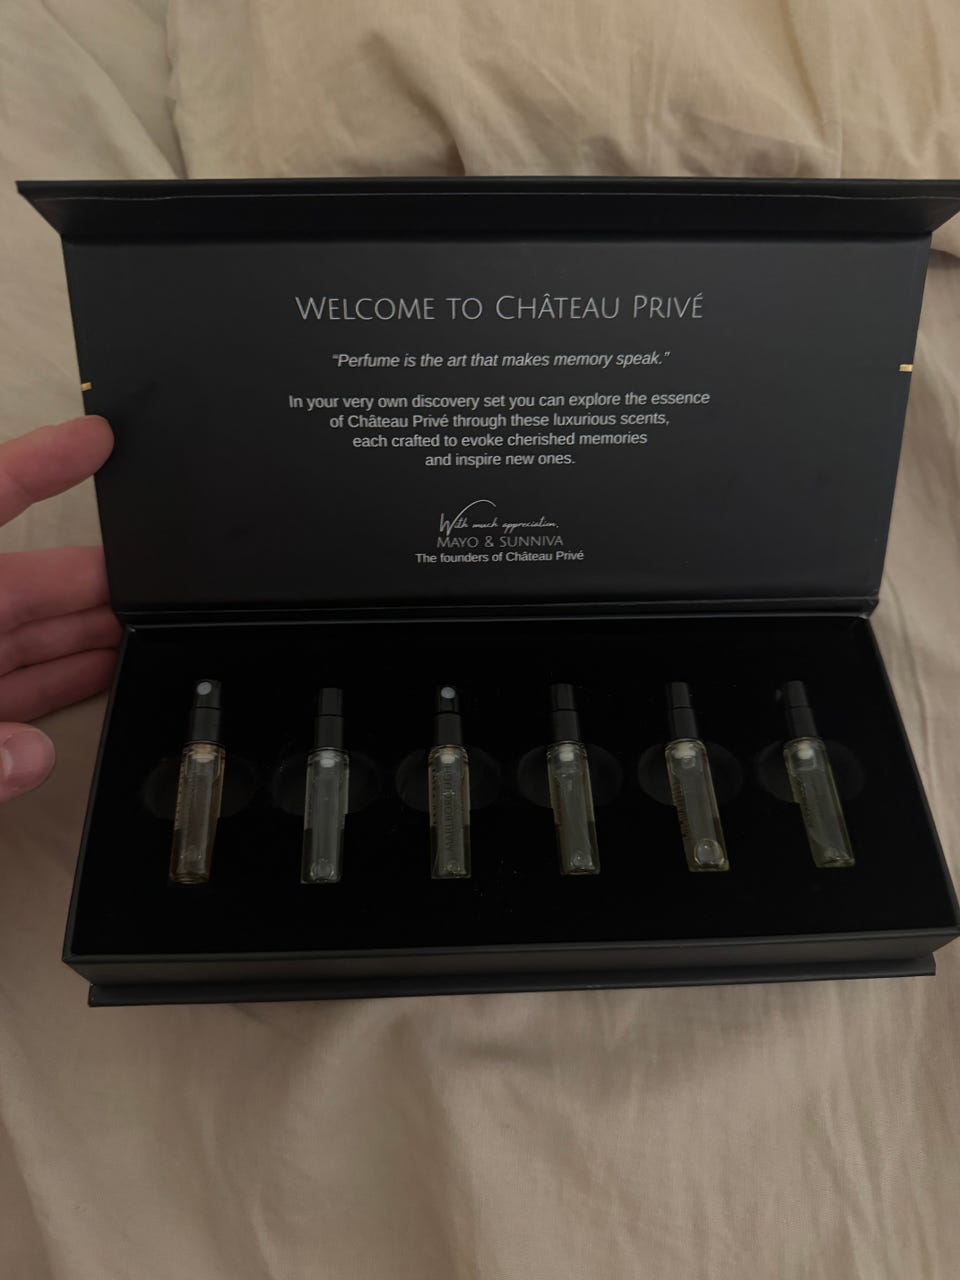 WELCOME TO CHÂTEAU PRIVÉ
“Perfume is the art that makes memory speak.”
In your very own discovery set you can explore the essence
of Château Privé through these luxurious scents,
each crafted to evoke cherished memories
and inspire new ones.
With much appreciation,
MAYO & SUNNIVA
The founders of Château Privé
MARLBOROUGH